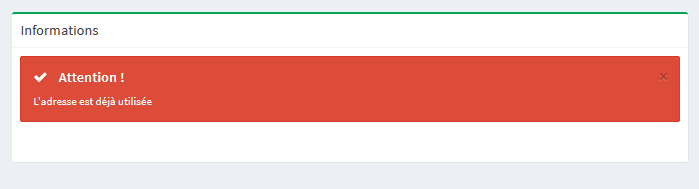 Informations
Attention !
L'adresse est déjà utilisée